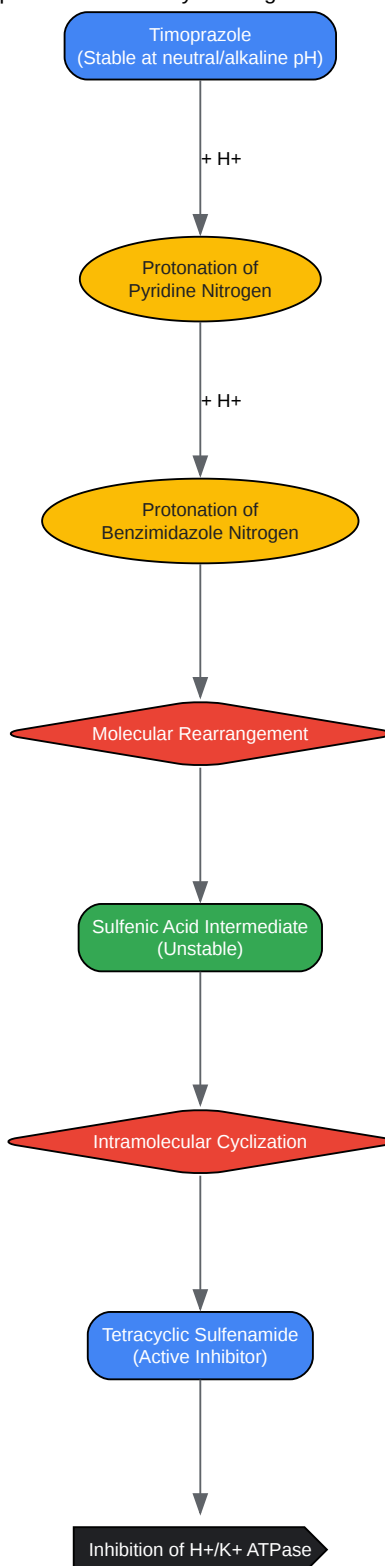 Timoprazole
(Stable at neutral/alkaline pH)
+ H+
Protonation of
Pyridine Nitrogen
+ H+
Protonation of
Benzimidazole Nitrogen
Molecular Rearrangement
Sulfenic Acid Intermediate
(Unstable)
Intramolecular Cyclization
Tetracyclic Sulfenamide
(Active Inhibitor)
Inhibition of H+/K+ ATPase